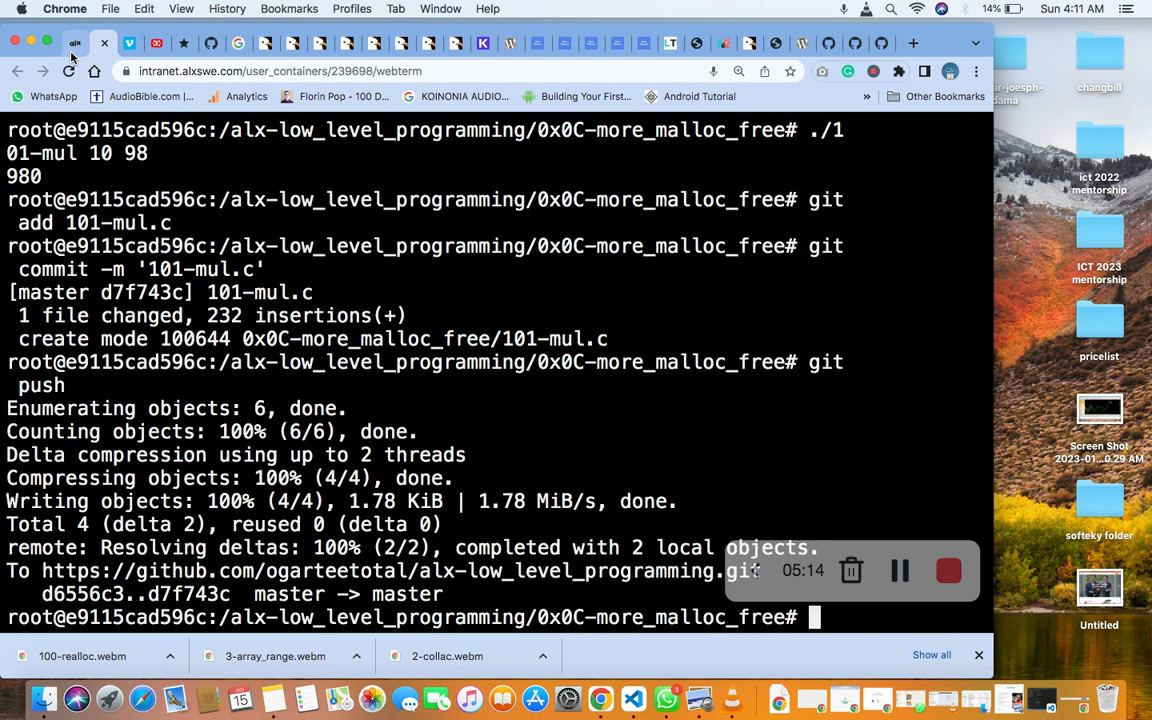 Chrome File Edit View History Bookmarks Profiles Tab Window Help 14% Sun 4:11 AM
alx
intranet.alxswe.com/user_containers/239698/webterm
WhatsApp AudioBible.com |... Analytics Florin Pop - 100 D... KOINONIA AUDIO... Building Your First... Android Tutorial » Other Bookmarks
root@e9115cad596c:/alx-low_level_programming/0x0C-more_malloc_free# ./1
01-mul 10 98
980
root@e9115cad596c:/alx-low_level_programming/0x0C-more_malloc_free# git
add 101-mul.c
root@e9115cad596c:/alx-low_level_programming/0x0C-more_malloc_free# git
commit -m '101-mul.c'
[master d7f743c] 101-mul.c
1 file changed, 232 insertions(+)
create mode 100644 0x0C-more_malloc_free/101-mul.c
root@e9115cad596c:/alx-low_level_programming/0x0C-more_malloc_free# git
push
Enumerating objects: 6, done.
Counting objects: 100% (6/6), done.
Delta compression using up to 2 threads
Compressing objects: 100% (4/4), done.
Writing objects: 100% (4/4), 1.78 KiB | 1.78 MiB/s, done.
Total 4 (delta 2), reused 0 (delta 0)
remote: Resolving deltas: 100% (2/2), completed with 2 local objects.
To https://github.com/ogarteetotal/alx-low_level_programming.git
d6556c3..d7f743c master -> master
root@e9115cad596c:/alx-low_level_programming/0x0C-more_malloc_free#
05:14
100-realloc.webm 3-array_range.webm 2-collac.webm Show all
ar-joesph-
dama
changbill
ict 2022
mentorship
ICT 2023
mentorship
pricelist
Screen Shot
2023-01...0.29 AM
softeky folder
Untitled